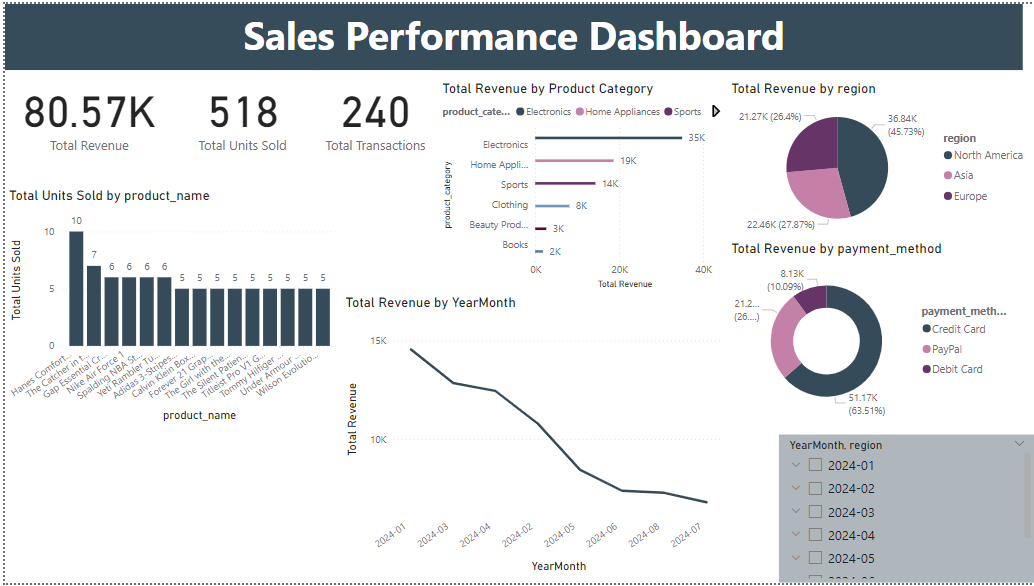 Sales Performance Dashboard
80.57K
Total Revenue
518
Total Units Sold
240
Total Transactions
Total Revenue by Product Category
product_cate... Electronics Home Appliances Sports
product_category
Electronics
35K
Home Appli...
19K
Sports
14K
Clothing
8K
Beauty Prod...
3K
Books
2K
0K 20K 40K
Total Revenue
Total Revenue by region
21.27K (26.4%)
36.84K
(45.73%)
22.46K (27.87%)
region
North America
Asia
Europe
Total Units Sold by product_name
Total Units Sold
10
5
0
10 7 6 6 6 6 5 5 5 5 5 5 5 5 5
Hanes Comfort...
The Catcher in t...
Gap Essential Cr...
Nike Air Force 1
Spalding NBA St...
Yeti Rambler Tu...
Adidas 3-Stripes...
Calvin Klein Box...
Forever 21 Grap...
The Girl with the...
The Silent Patien...
Titleist Pro V1 G...
Tommy Hilfiger ...
Under Armour ...
Wilson Evolutio...
product_name
Total Revenue by YearMonth
Total Revenue
15K
10K
2024-01 2024-03 2024-04 2024-02 2024-05 2024-06 2024-08 2024-07
YearMonth
Total Revenue by payment_method
8.13K
(10.09%)
21.2...
(26....)
51.17K
(63.51%)
payment_meth...
Credit Card
PayPal
Debit Card
YearMonth, region
2024-01
2024-02
2024-03
2024-04
2024-05